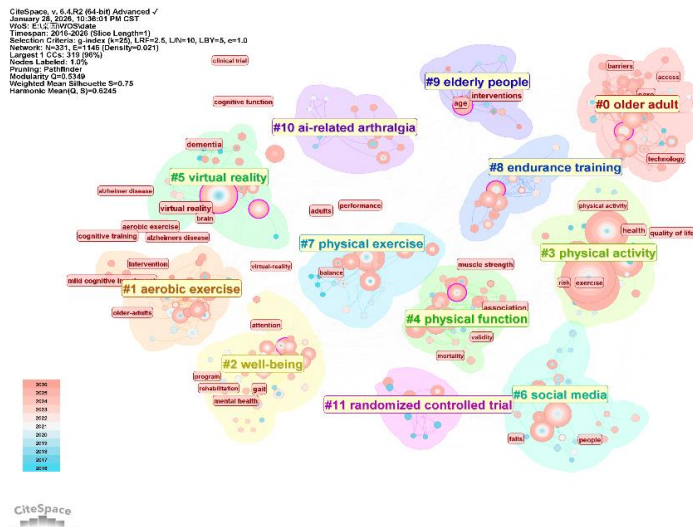 CiteSpace, v. 6.4.R2 (64-bit) Advanced ✓
January 28, 2026, 10:36:01 PM CST
Timespan: 2016-2026 (Slice Length=1)
Selection Criteria: g-index (k=25), LRF=2.5, L/N=10, LBY=5, e=1.0
Network: N=331, E=1146 (Density=0.021)
Largest 1 CCs: 319 (96%)
Nodes Labeled: 1.0%
Pruning: Pathfinder
Modularity Q=0.5349
Weighted Mean Silhouette S=0.75
Harmonic Mean(Q, S)=0.6245
clinical trial
cognitive function
#10 ai-related arthralgia
#9 elderly people
interventions
age
barriers
access
#0 older adult
technology
dementia
#5 virtual reality
alzheimer disease
virtual reality
brain
aerobic exercise
cognitive training
alzheimers disease
adults
performance
#8 endurance training
physical activity
health
quality of life
#3 physical activity
risk
exercise
#7 physical exercise
balance
virtual-reality
intervention
mild cognitive
#1 aerobic exercise
older-adults
muscle strength
association
#4 physical function
validity
mortality
attention
#2 well-being
program
rehabilitation
gait
mental health
#11 randomized controlled trial
#6 social media
falls
people
2026
2025
2024
2023
2022
2021
2020
2019
2018
2017
2016
CiteSpace